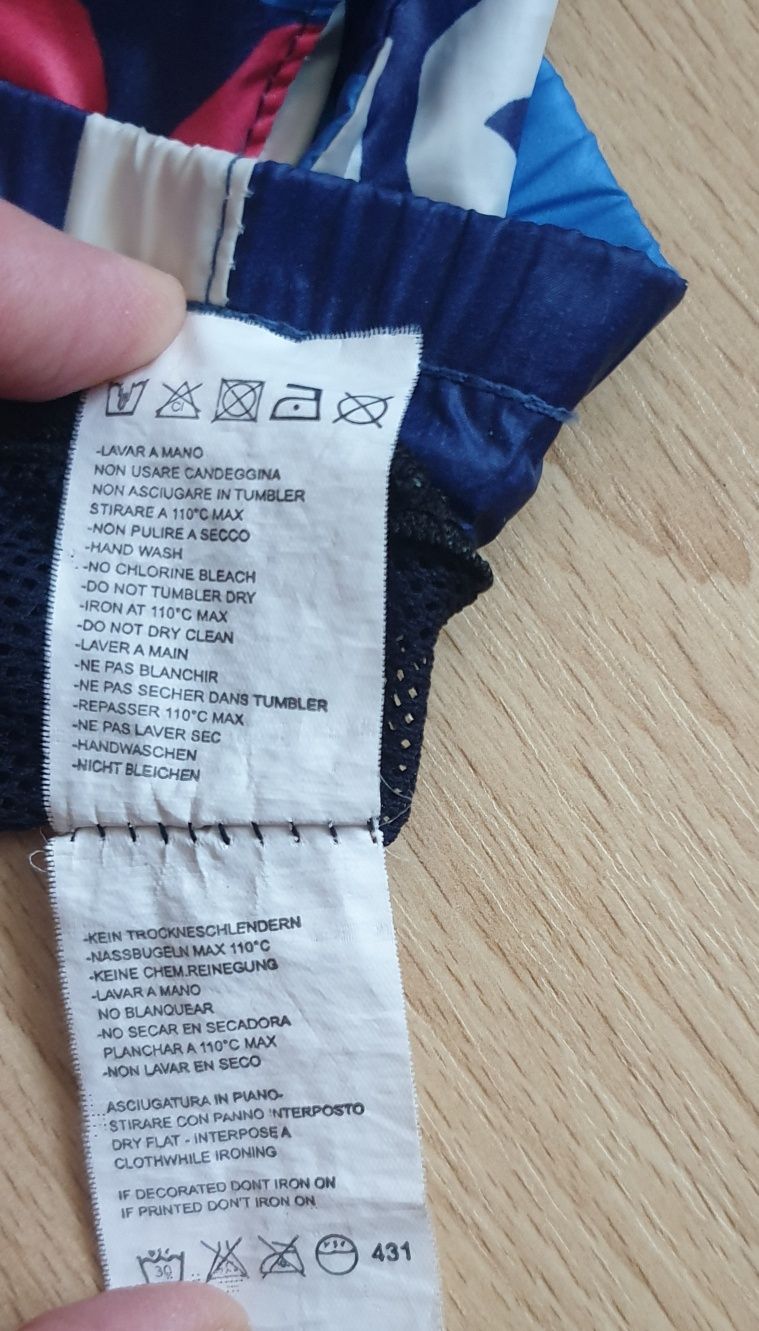 CL
-LAVAR A MANO
NON USARE CANDEGGINA
NON ASCIUGARE IN TUMBLER
STIRARE A 110°C MAX
-NON PULIRE A SECCO
-HAND WASH
-NO CHLORINE BLEACH
-DO NOT TUMBLER DRY
-IRON AT 110°C MAX
-DO NOT DRY CLEAN
-LAVER A MAIN
-NE PAS BLANCHIR
-NE PAS SECHER DANS TUMBLER
-REPASSER 110°C MAX
-NE PAS LAVER SEC
-HANDWASCHEN
-NICHT BLEICHEN
-KEIN TROCKNESCHLENDERN
-NASSBUGELN MAX 110°C
-KEINE CHEM.REINEGUNG
-LAVAR A MANO
NO BLANQUEAR
-NO SECAR EN SECADORA
PLANCHAR A 110°C MAX
-NON LAVAR EN SECO
ASCIUGATURA IN PIANO-
STIRARE CON PANNO INTERPOSTO
DRY FLAT - INTERPOSE A
CLOTHWHILE IRONING
IF DECORATED DONT IRON ON
IF PRINTED DON'T IRON ON
30 431